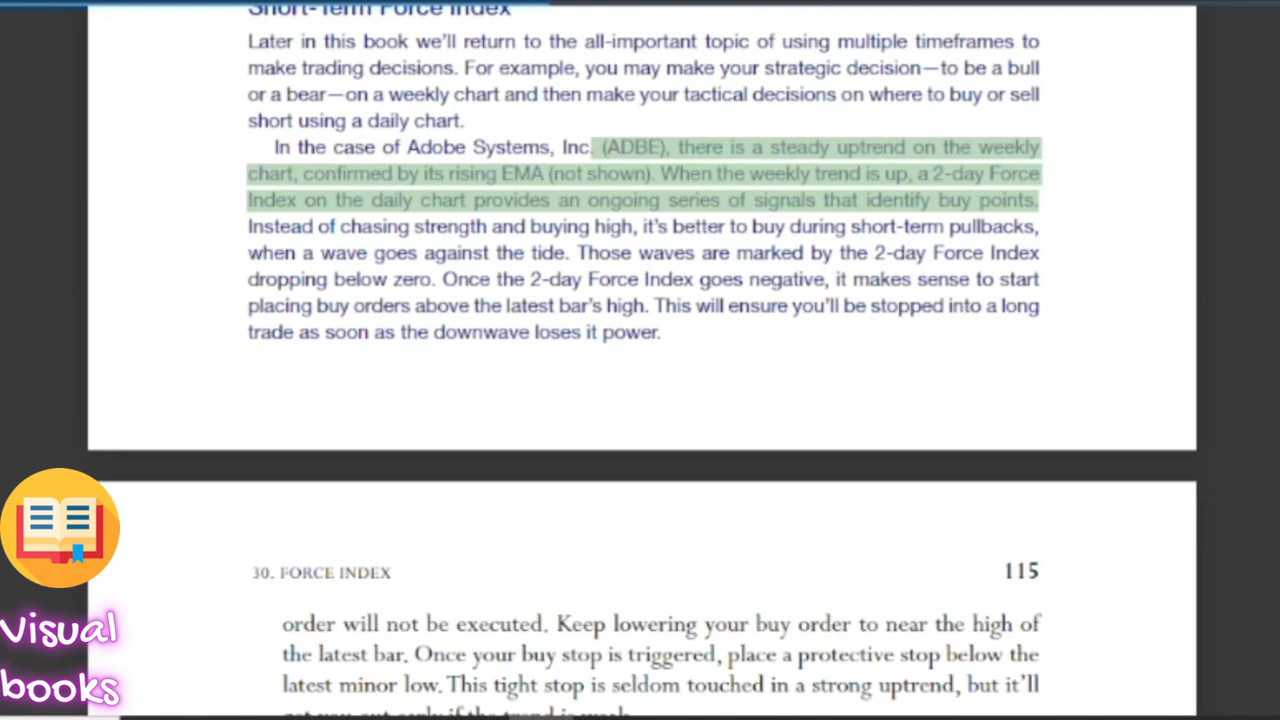 Short-Term Force Index
Later in this book we'll return to the all-important topic of using multiple timeframes to
make trading decisions. For example, you may make your strategic decision—to be a bull
or a bear—on a weekly chart and then make your tactical decisions on where to buy or sell
short using a daily chart.
In the case of Adobe Systems, Inc. (ADBE), there is a steady uptrend on the weekly
chart, confirmed by its rising EMA (not shown). When the weekly trend is up, a 2-day Force
Index on the daily chart provides an ongoing series of signals that identify buy points.
Instead of chasing strength and buying high, it's better to buy during short-term pullbacks,
when a wave goes against the tide. Those waves are marked by the 2-day Force Index
dropping below zero. Once the 2-day Force Index goes negative, it makes sense to start
placing buy orders above the latest bar's high. This will ensure you'll be stopped into a long
trade as soon as the downwave loses it power.
30. FORCE INDEX 115
order will not be executed. Keep lowering your buy order to near the high of
the latest bar. Once your buy stop is triggered, place a protective stop below the
latest minor low. This tight stop is seldom touched in a strong uptrend, but it'll
Visual
books